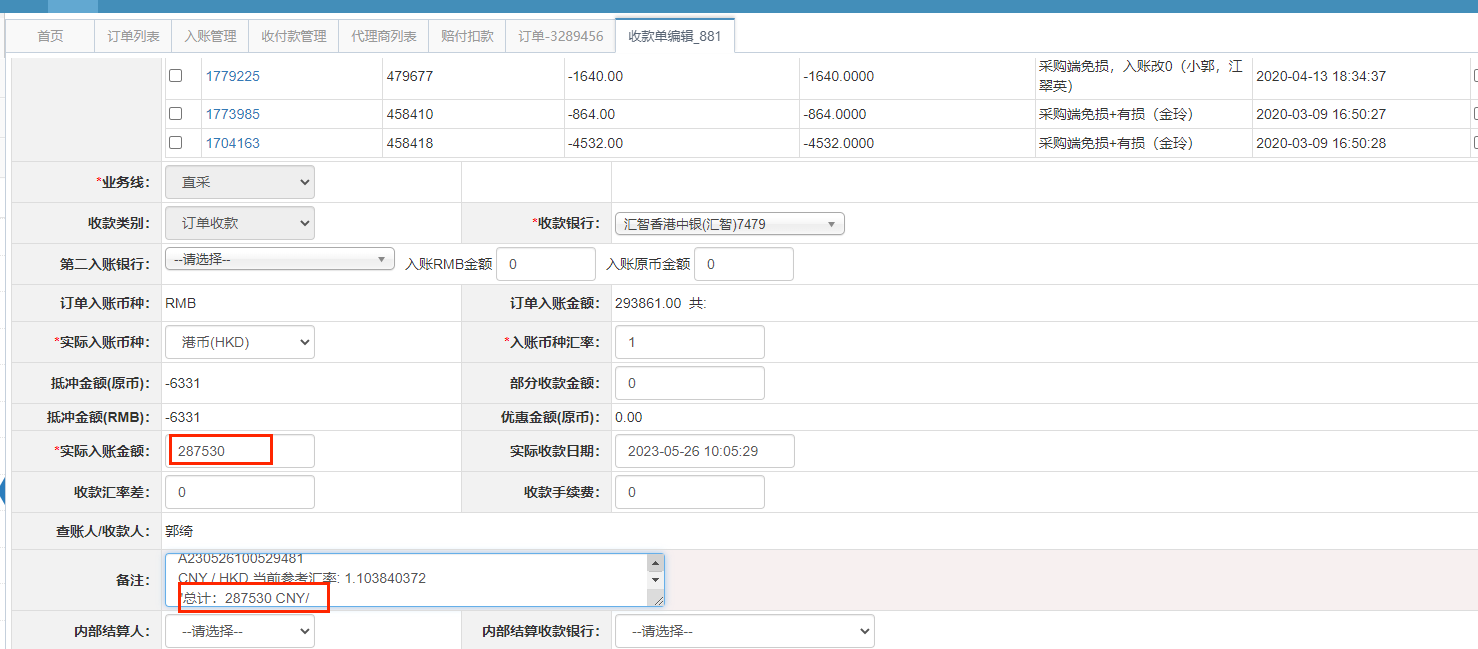 首页 订单列表 入账管理 收付款管理 代理商列表 赔付扣款 订单-3289456 收款单编辑_881
1779225 479677 -1640.00 -1640.0000 采购端免损，入账改0（小郭，江翠英） 2020-04-13 18:34:37
1773985 458410 -864.00 -864.0000 采购端免损+有损（金玲） 2020-03-09 16:50:27
1704163 458418 -4532.00 -4532.0000 采购端免损+有损（金玲） 2020-03-09 16:50:28
*业务线： 直采
收款类别： 订单收款 *收款银行： 汇智香港中银(汇智)7479
第二入账银行： --请选择-- 入账RMB金额 0 入账原币金额 0
订单入账币种： RMB 订单入账金额： 293861.00 共:
*实际入账币种： 港币(HKD) *入账币种汇率： 1
抵冲金额(原币)： -6331 部分收款金额： 0
抵冲金额(RMB)： -6331 优惠金额(原币)： 0.00
*实际入账金额： 287530 实际收款日期： 2023-05-26 10:05:29
收款汇率差： 0 收款手续费： 0
查账人/收款人： 郭绮
备注： A230526100529481
CNY / HKD 当前参考汇率: 1.103840372
/总计：287530 CNY/
内部结算人： --请选择-- 内部结算收款银行： --请选择--